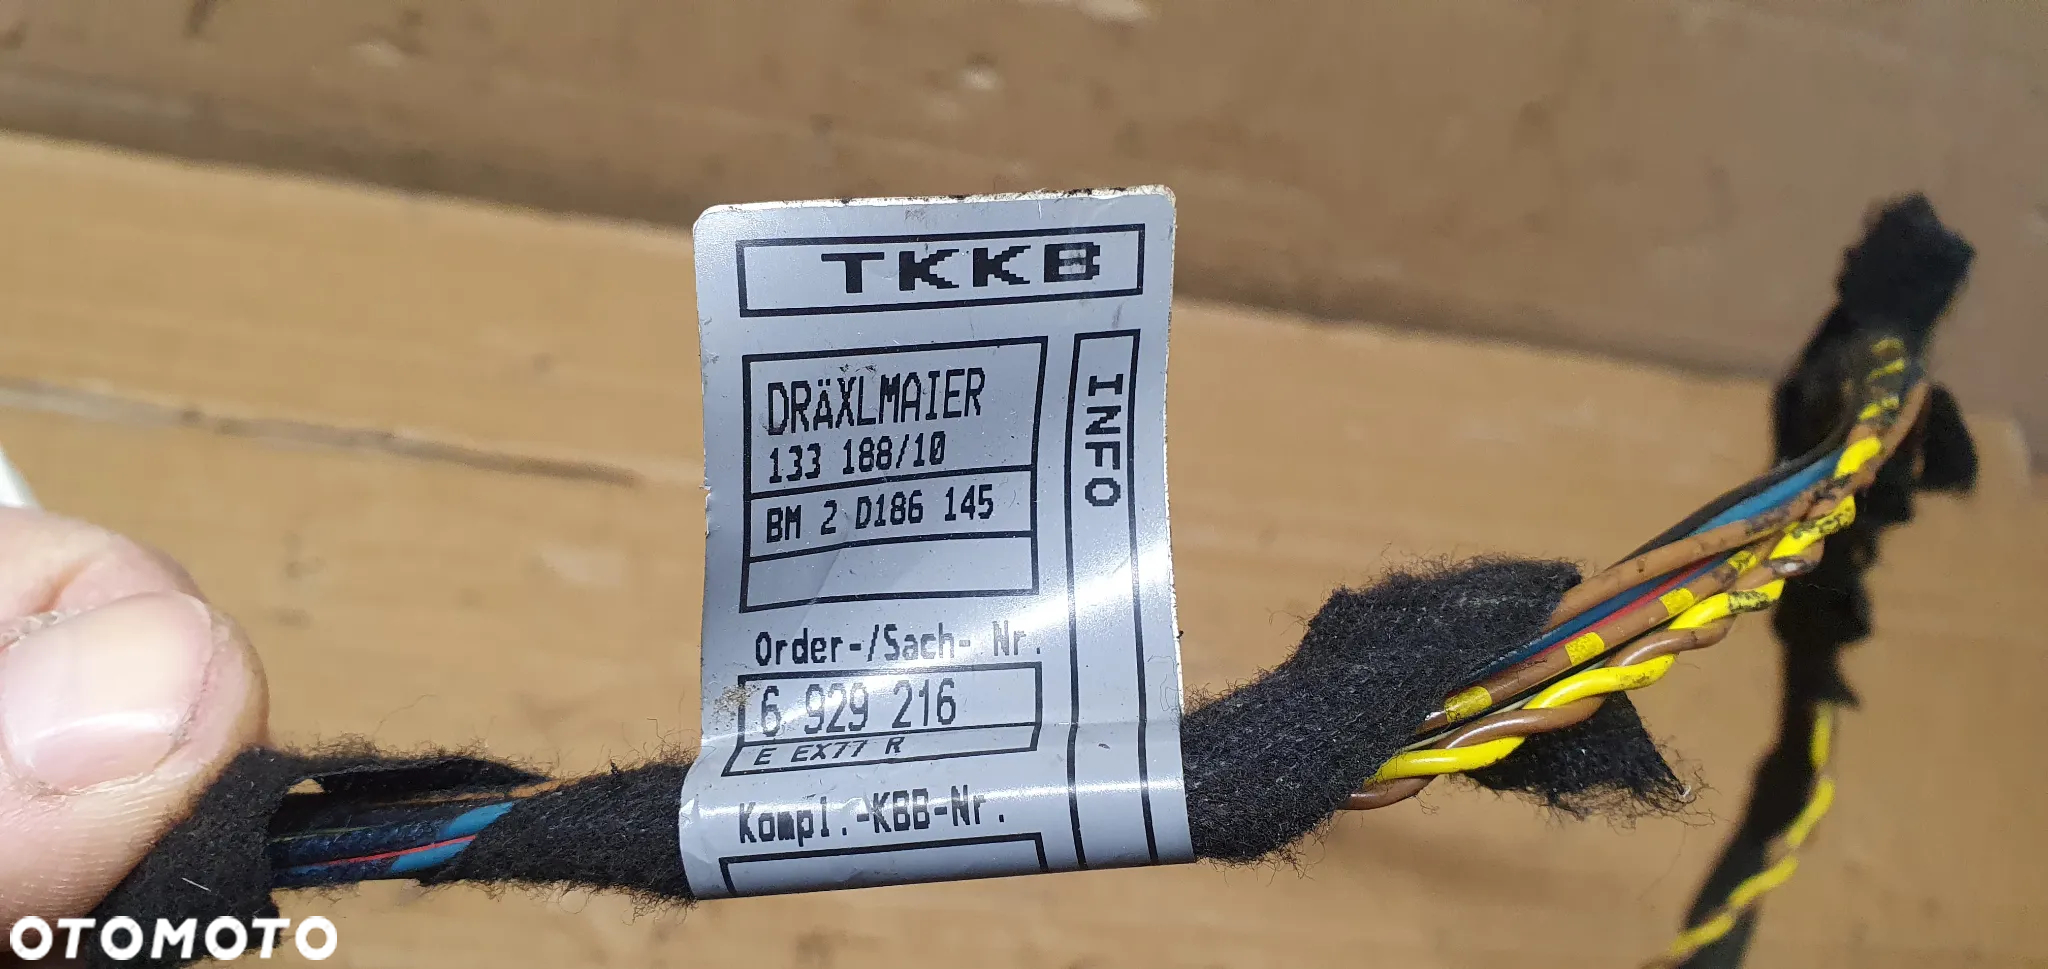 TKKB
DRÄXLMAIER
133 188/10
BM 2 D186 145
INFO
Order-/Sach- Nr.
6 929 216
E EX77 R
Kompl.-KBB-Nr.
OTOMOTO